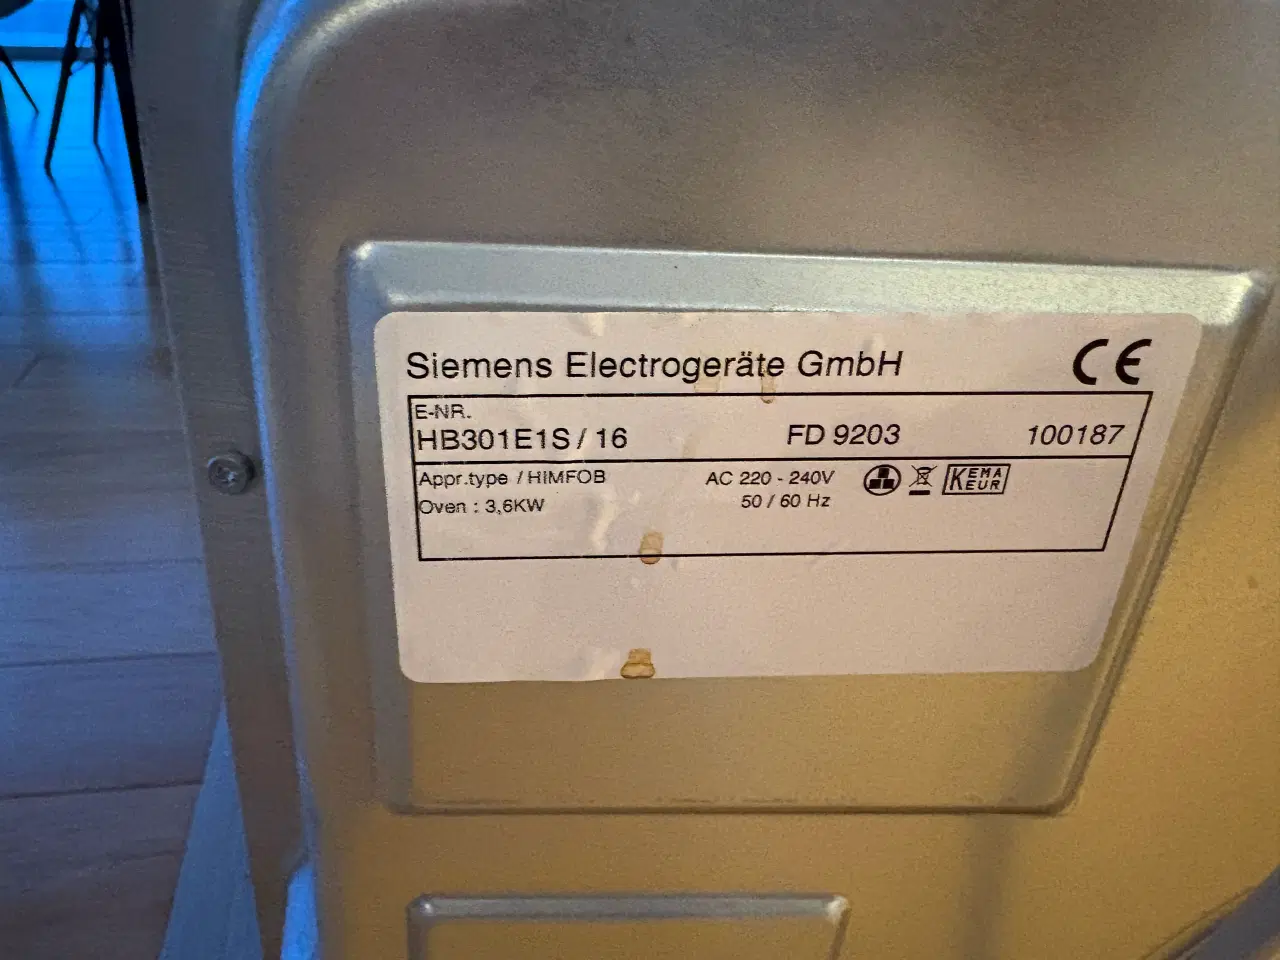 Siemens Electrogeräte GmbH CE
E-NR.
HB301E1S / 16 FD 9203 100187
Appr.type / HIMFOB AC 220 - 240V KEMA
Oven : 3,6KW 50 / 60 Hz KEUR